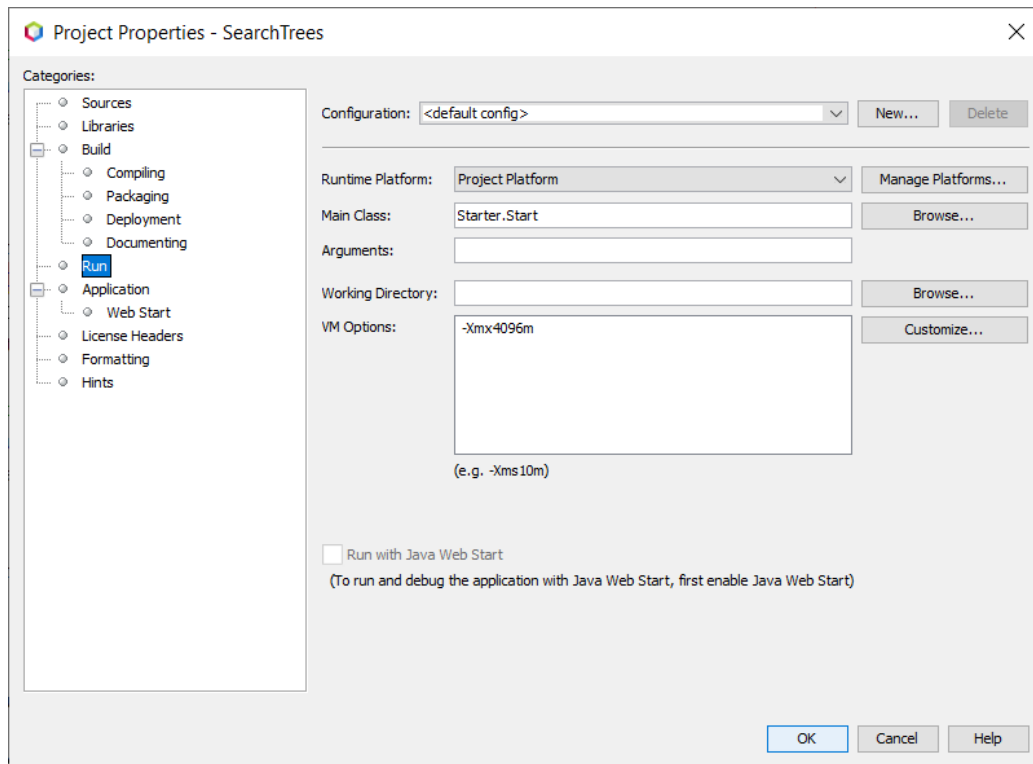 Project Properties - SearchTrees
Categories:
Sources
Libraries
Build
Compiling
Packaging
Deployment
Documenting
Run
Application
Web Start
License Headers
Formatting
Hints
Configuration: <default config> New... Delete
Runtime Platform: Project Platform Manage Platforms...
Main Class: Starter.Start Browse...
Arguments:
Working Directory: Browse...
VM Options: -Xmx4096m Customize...
(e.g. -Xms10m)
Run with Java Web Start
(To run and debug the application with Java Web Start, first enable Java Web Start)
OK Cancel Help